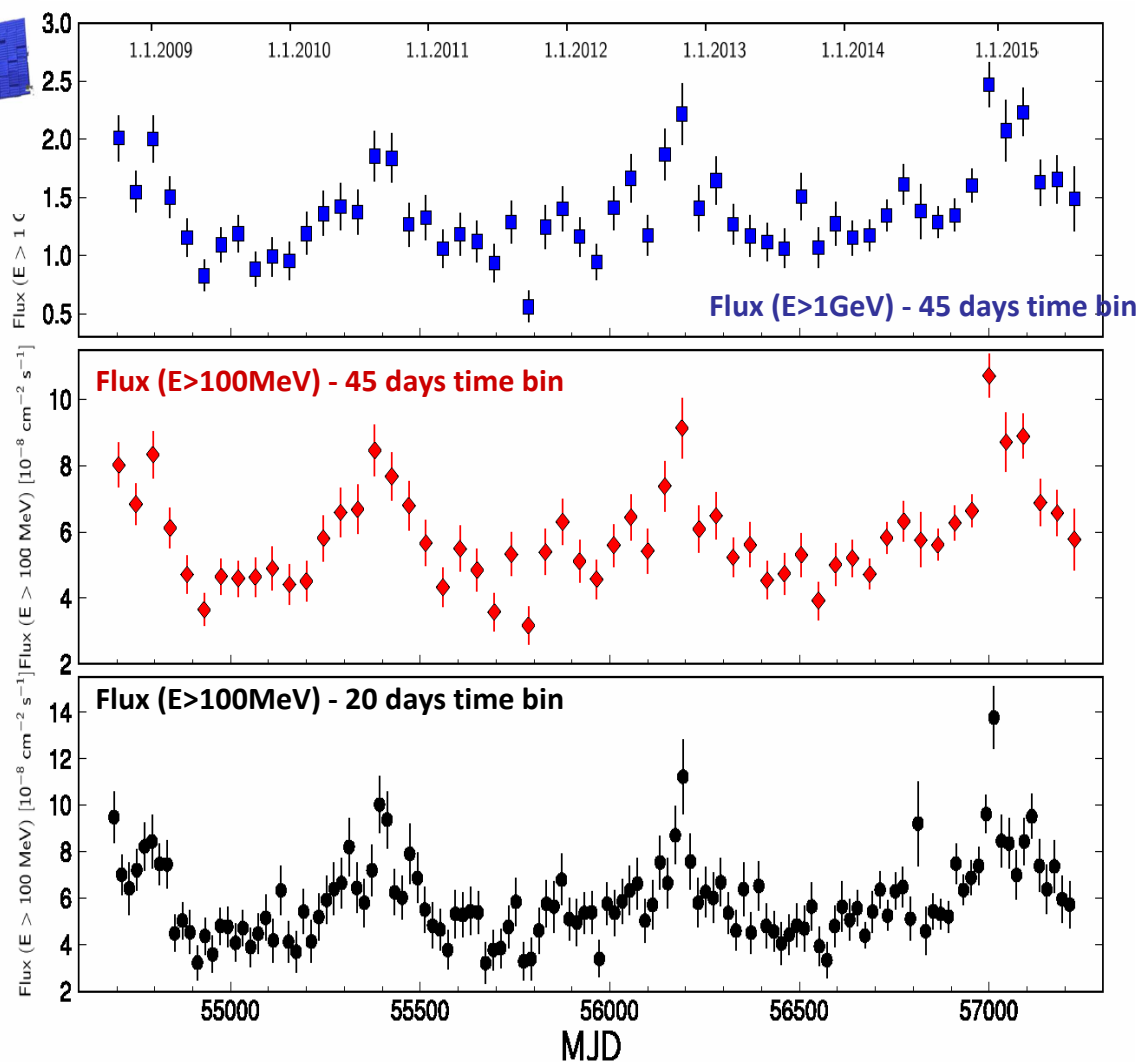 3.0
1.1.2009 1.1.2010 1.1.2011 1.1.2012 1.1.2013 1.1.2014 1.1.2015
2.5
2.0
1.5
1.0
0.5
Flux (E > 1
Flux (E>1GeV) - 45 days time bin
Flux (E>100MeV) - 45 days time bin
10
8
6
4
2
Flux (E > 100 MeV) [10⁻⁸ cm⁻² s⁻¹]
Flux (E>100MeV) - 20 days time bin
14
12
10
8
6
4
2
Flux (E > 100 MeV) [10⁻⁸ cm⁻² s⁻¹]
55000 55500 56000 56500 57000
MJD